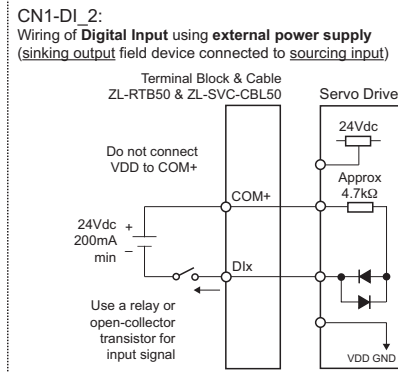 CN1-DI_2:
Wiring of Digital Input using external power supply
(sinking output field device connected to sourcing input)
Terminal Block & Cable
ZL-RTB50 & ZL-SVC-CBL50
Servo Drive
24Vdc
Do not connect
VDD to COM+
Approx
4.7kΩ
COM+
24Vdc
200mA
min
+
–
DIx
Use a relay or
open-collector
transistor for
input signal
VDD GND